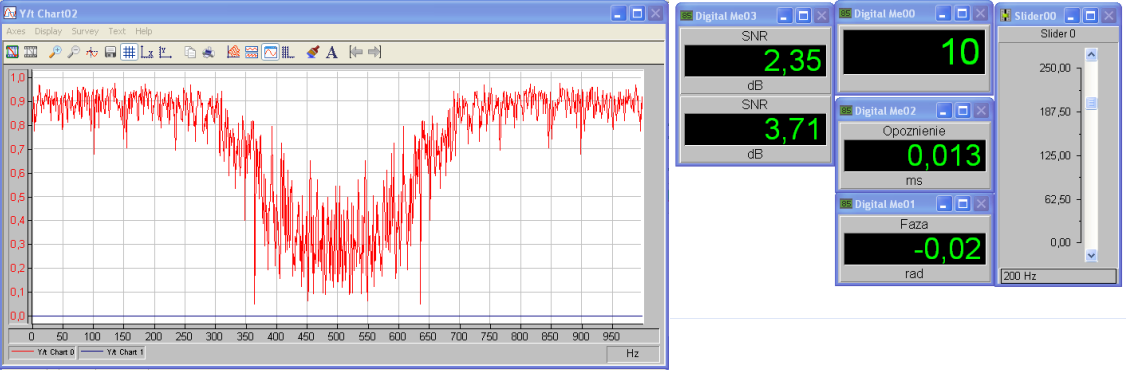 Y/t Chart02
Axes Display Survey Text Help
1,0
0,9
0,8
0,7
0,6
0,5
0,4
0,3
0,2
0,1
0,0
0 50 100 150 200 250 300 350 400 450 500 550 600 650 700 750 800 850 900 950
Y/t Chart 0 Y/t Chart 1 Hz
85 Digital Me03
SNR
2,35
dB
SNR
3,71
dB
85 Digital Me00
10
85 Digital Me02
Opoznienie
0,013
ms
85 Digital Me01
Faza
-0,02
rad
Slider00
Slider 0
250,00
187,50
125,00
62,50
0,00
200 Hz